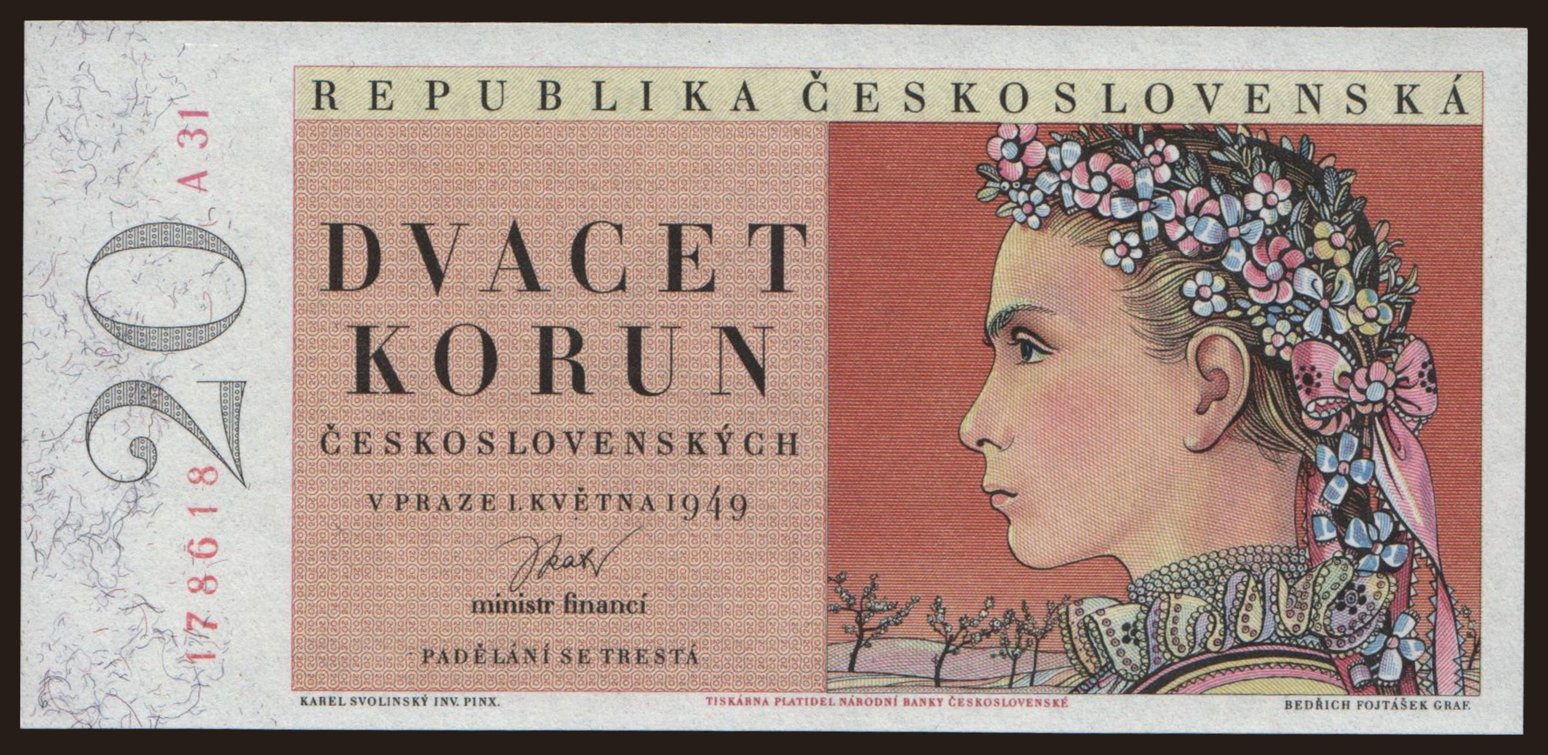 REPUBLIKA ČESKOSLOVENSKÁ
A 31
20
178618
DVACET
KORUN
ČESKOSLOVENSKÝCH
V PRAZE 1. KVĚTNA 1949
ministr financí
PADĚLÁNÍ SE TRESTÁ
KAREL SVOLINSKÝ INV. PINX.
TISKÁRNA PLATIDEL NÁRODNÍ BANKY ČESKOSLOVENSKÉ
BEDŘICH FOJTÁŠEK GRAF.